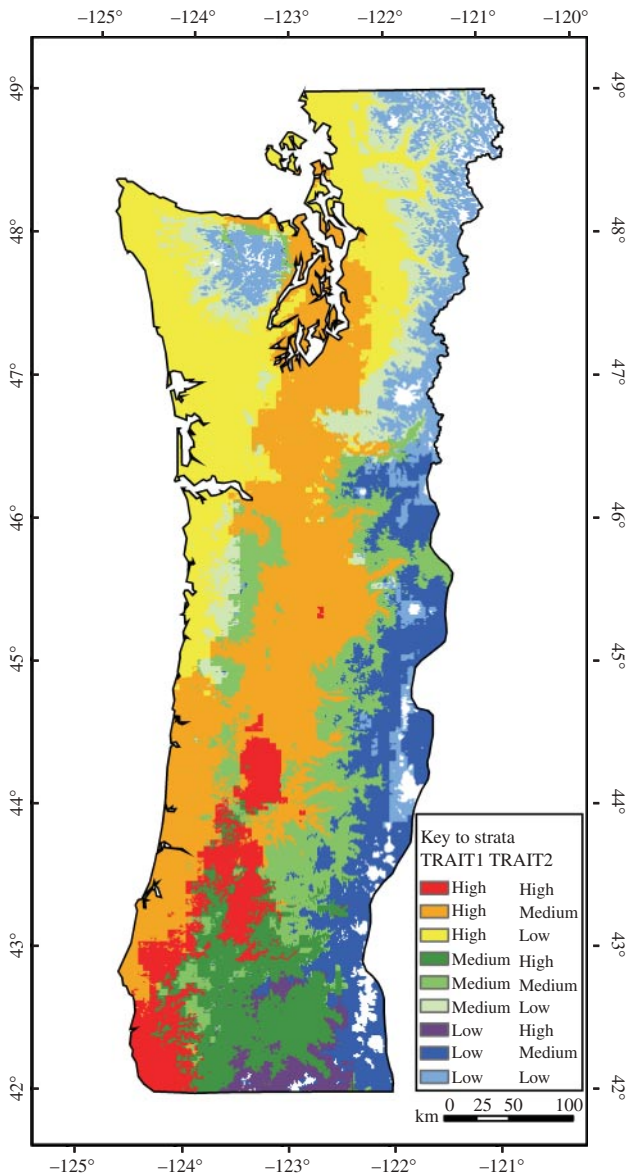 −125° −124° −123° −122° −121° −120°
49° 49°
48° 48°
47° 47°
46° 46°
45° 45°
44° 44°
43° 43°
42° 42°
Key to strata
TRAIT1 TRAIT2
High High
High Medium
High Low
Medium High
Medium Medium
Medium Low
Low High
Low Medium
Low Low
km 0 25 50 100
−125° −124° −123° −122° −121°